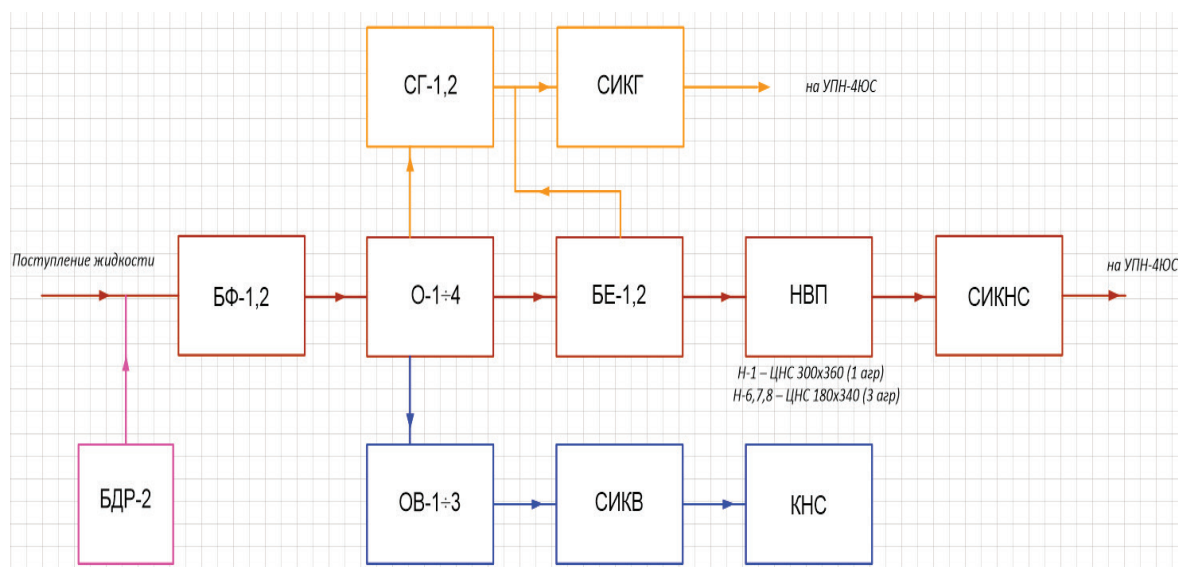 СГ-1,2
СИКГ
на УПН-4ЮС
Поступление жидкости
БФ-1,2
О-1÷4
БЕ-1,2
НВП
СИКНС
на УПН-4ЮС
Н-1 – ЦНС 300х360 (1 агр)
Н-6,7,8 – ЦНС 180х340 (3 агр)
БДР-2
ОВ-1÷3
СИКВ
КНС